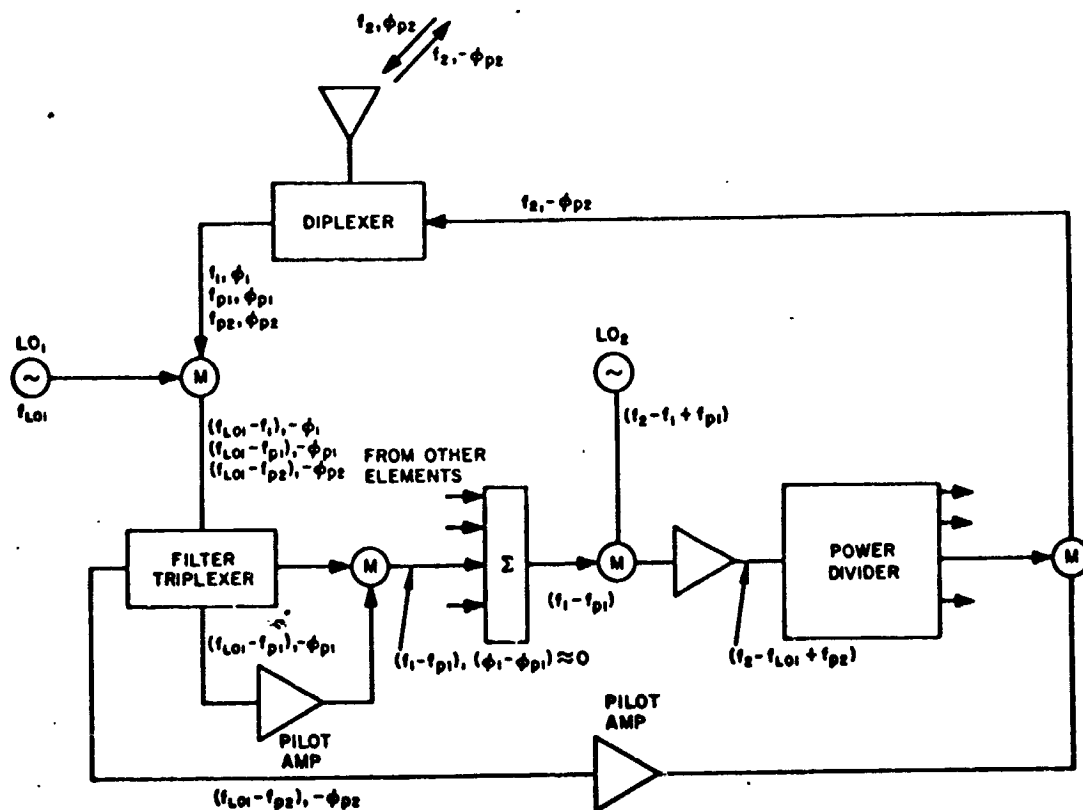 f₂, ϕp2
f₂, -ϕp2
DIPLEXER
f₂, -ϕp2
f₁, ϕ₁
fp1, ϕp1
fp2, ϕp2
LO₁
~
fLO1
M
LO₂
~
(f₂ - f₁ + fp1)
(fLO1 - f₁), -ϕ₁
(fLO1 - fp1), -ϕp1
(fLO1 - fp2), -ϕp2
FROM OTHER
ELEMENTS
FILTER
TRIPLEXER
M
Σ
(f₁ - fp1)
M
POWER
DIVIDER
M
(fLO1 - fp1), -ϕp1
(f₁ - fp1), (ϕ₁ - ϕp1) ≈ 0
(f₂ - fLO1 + fp2)
PILOT
AMP
PILOT
AMP
(fLO1 - fp2), -ϕp2